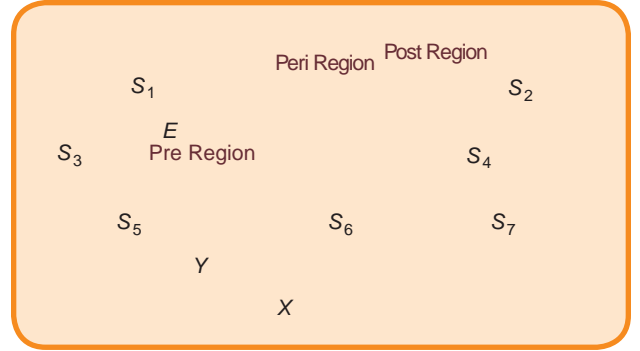 Peri Region Post Region
S1 S2
E
S3 Pre Region S4
S5 S6 S7
Y
X